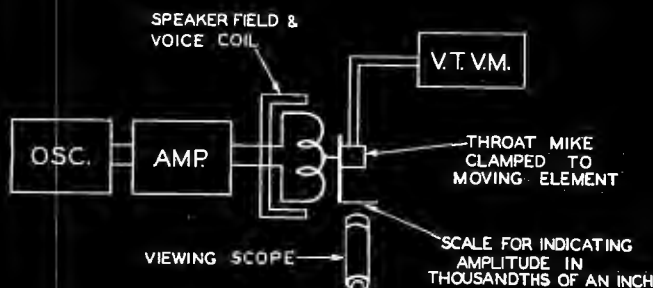 SPEAKER FIELD &
VOICE COIL
V.T.V.M.
OSC.
AMP.
THROAT MIKE
CLAMPED TO
MOVING ELEMENT
VIEWING SCOPE
SCALE FOR INDICATING
AMPLITUDE IN
THOUSANDTHS OF AN INCH